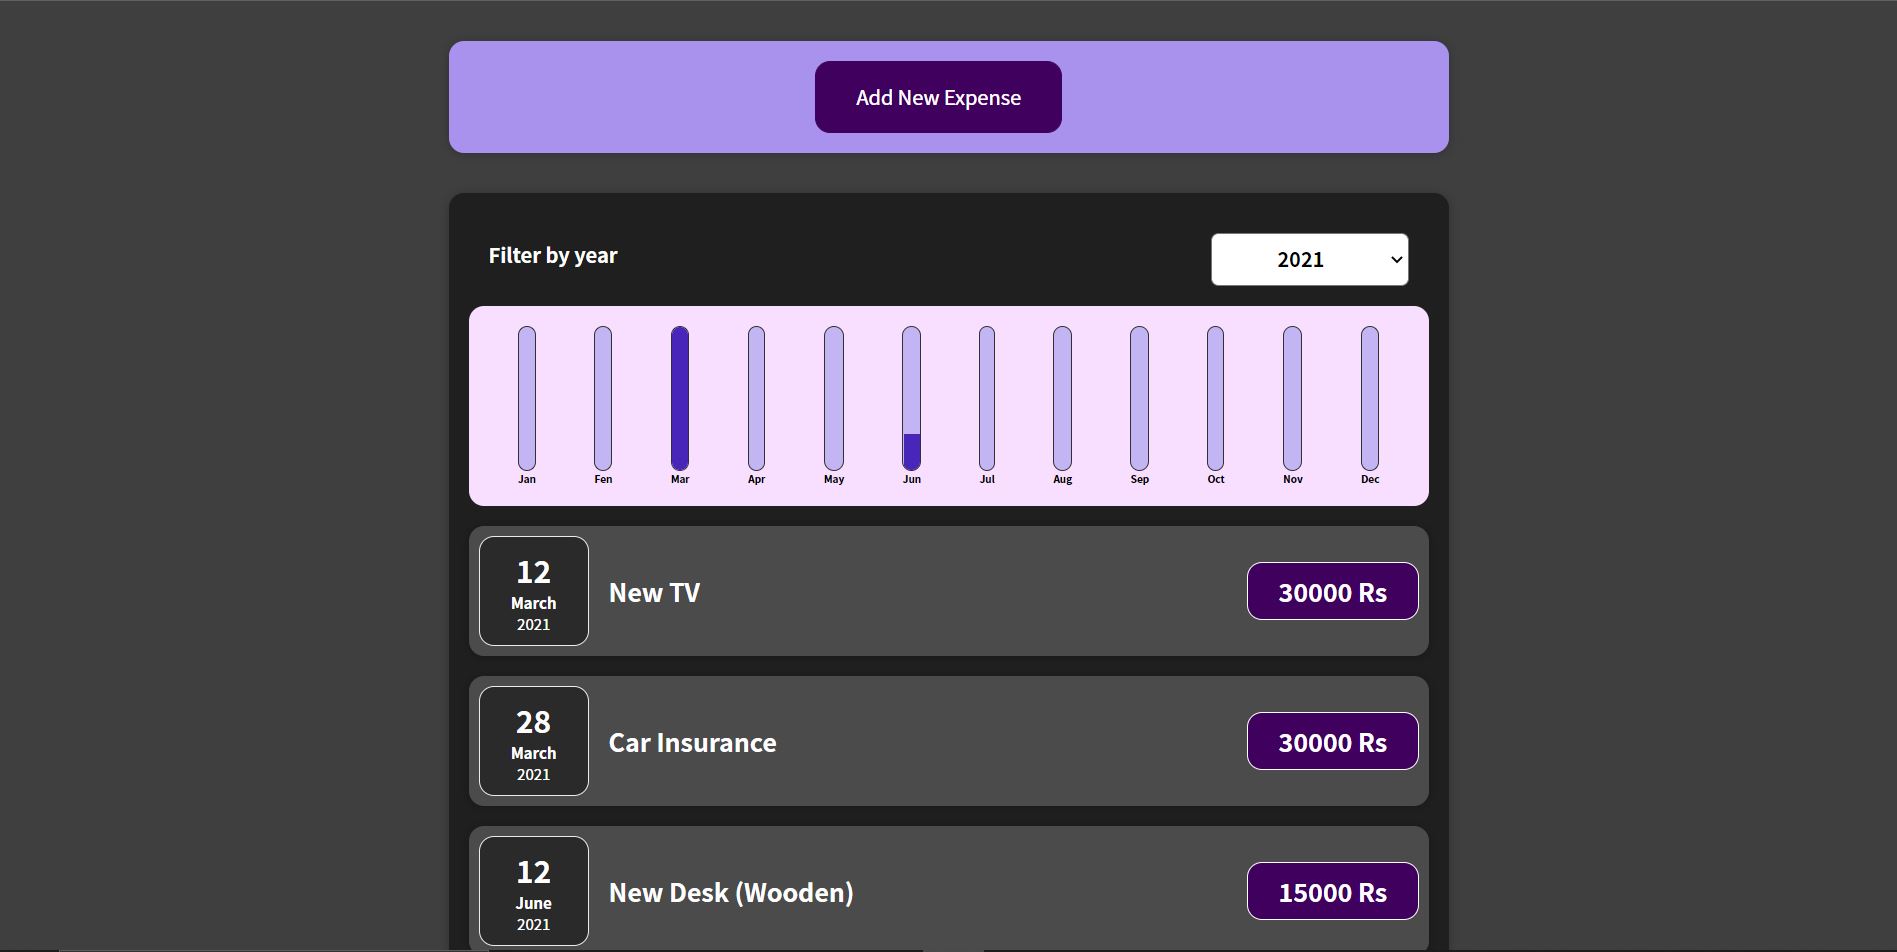 Add New Expense
Filter by year
2021
Jan Fen Mar Apr May Jun Jul Aug Sep Oct Nov Dec
12
March
2021
New TV
30000 Rs
28
March
2021
Car Insurance
30000 Rs
12
June
2021
New Desk (Wooden)
15000 Rs